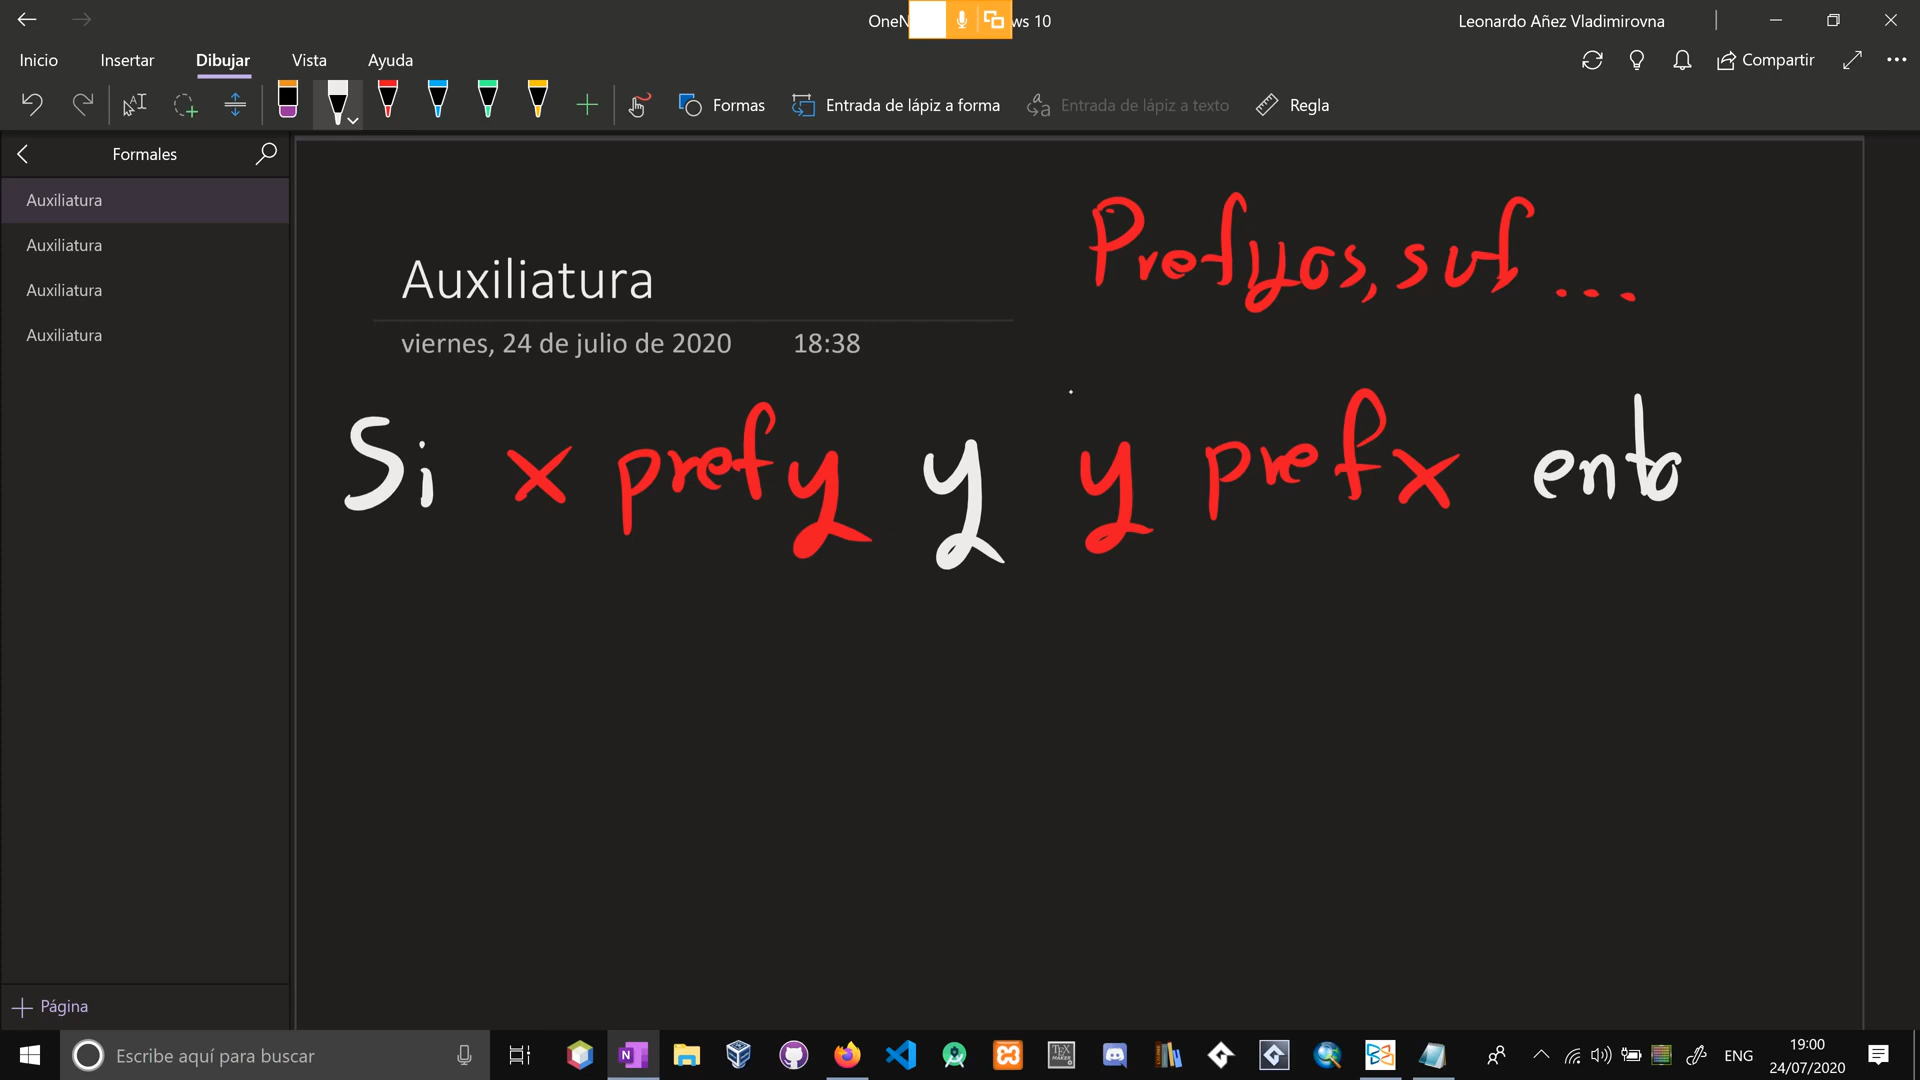 OneN ws 10
Leonardo Añez Vladimirovna
Inicio Insertar Dibujar Vista Ayuda
Compartir
Formas Entrada de lápiz a forma Entrada de lápiz a texto Regla
Formales
Auxiliatura
Auxiliatura
Auxiliatura
Auxiliatura
Prefijos, suf ...
Auxiliatura
viernes, 24 de julio de 2020 18:38
Si x pref y y y pref x ento
Página
Escribe aquí para buscar
ENG
19:00
24/07/2020